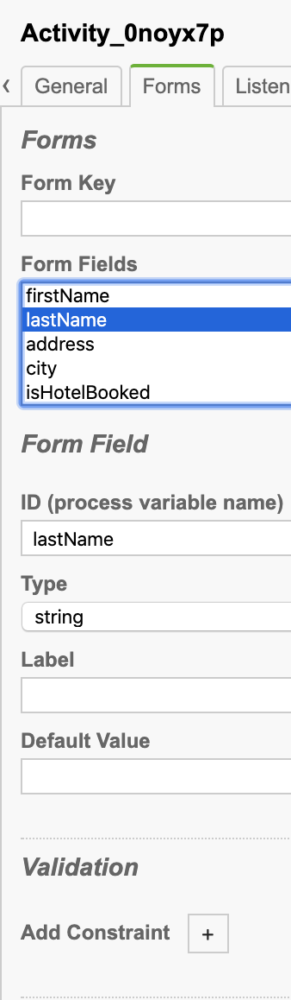 Activity_0noyx7p
‹ General Forms Listen
Forms
Form Key
Form Fields
firstName
lastName
address
city
isHotelBooked
Form Field
ID (process variable name)
lastName
Type
string
Label
Default Value
Validation
Add Constraint +